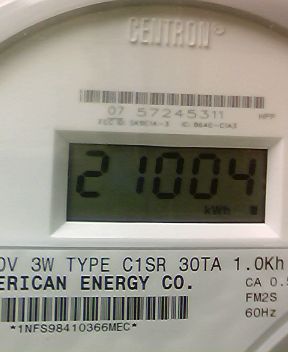 CENTRON
07 57245311 HPP
21004
kWh
0V 3W TYPE C1SR 30TA 1.0Kh
ERICAN ENERGY CO. CA 0.5
FM2S
*1NFS98410366MEC* 60Hz